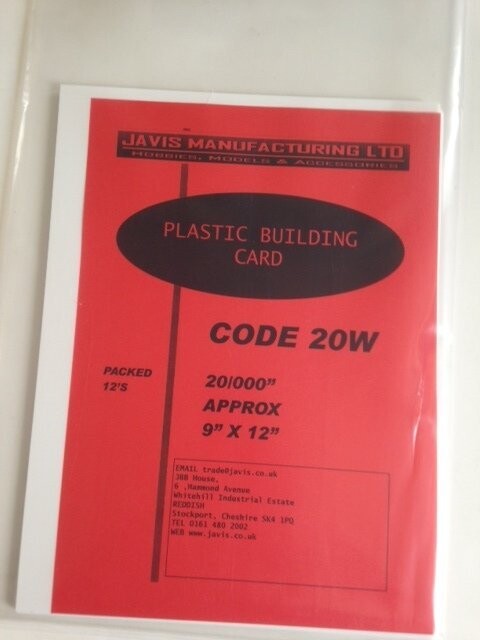 JAVIS MANUFACTURING LTD
HOBBIES, MODELS & ACCESSORIES
PLASTIC BUILDING
CARD
CODE 20W
PACKED
12'S
20/000"
APPROX
9" X 12"
EMAIL trade@javis.co.uk
JBB House,
6 ,Hammond Avenue
Whitehill Industrial Estate
REDDISH
Stockport, Cheshire SK4 1PQ
TEL 0161 480 2002
WEB www.javis.co.uk